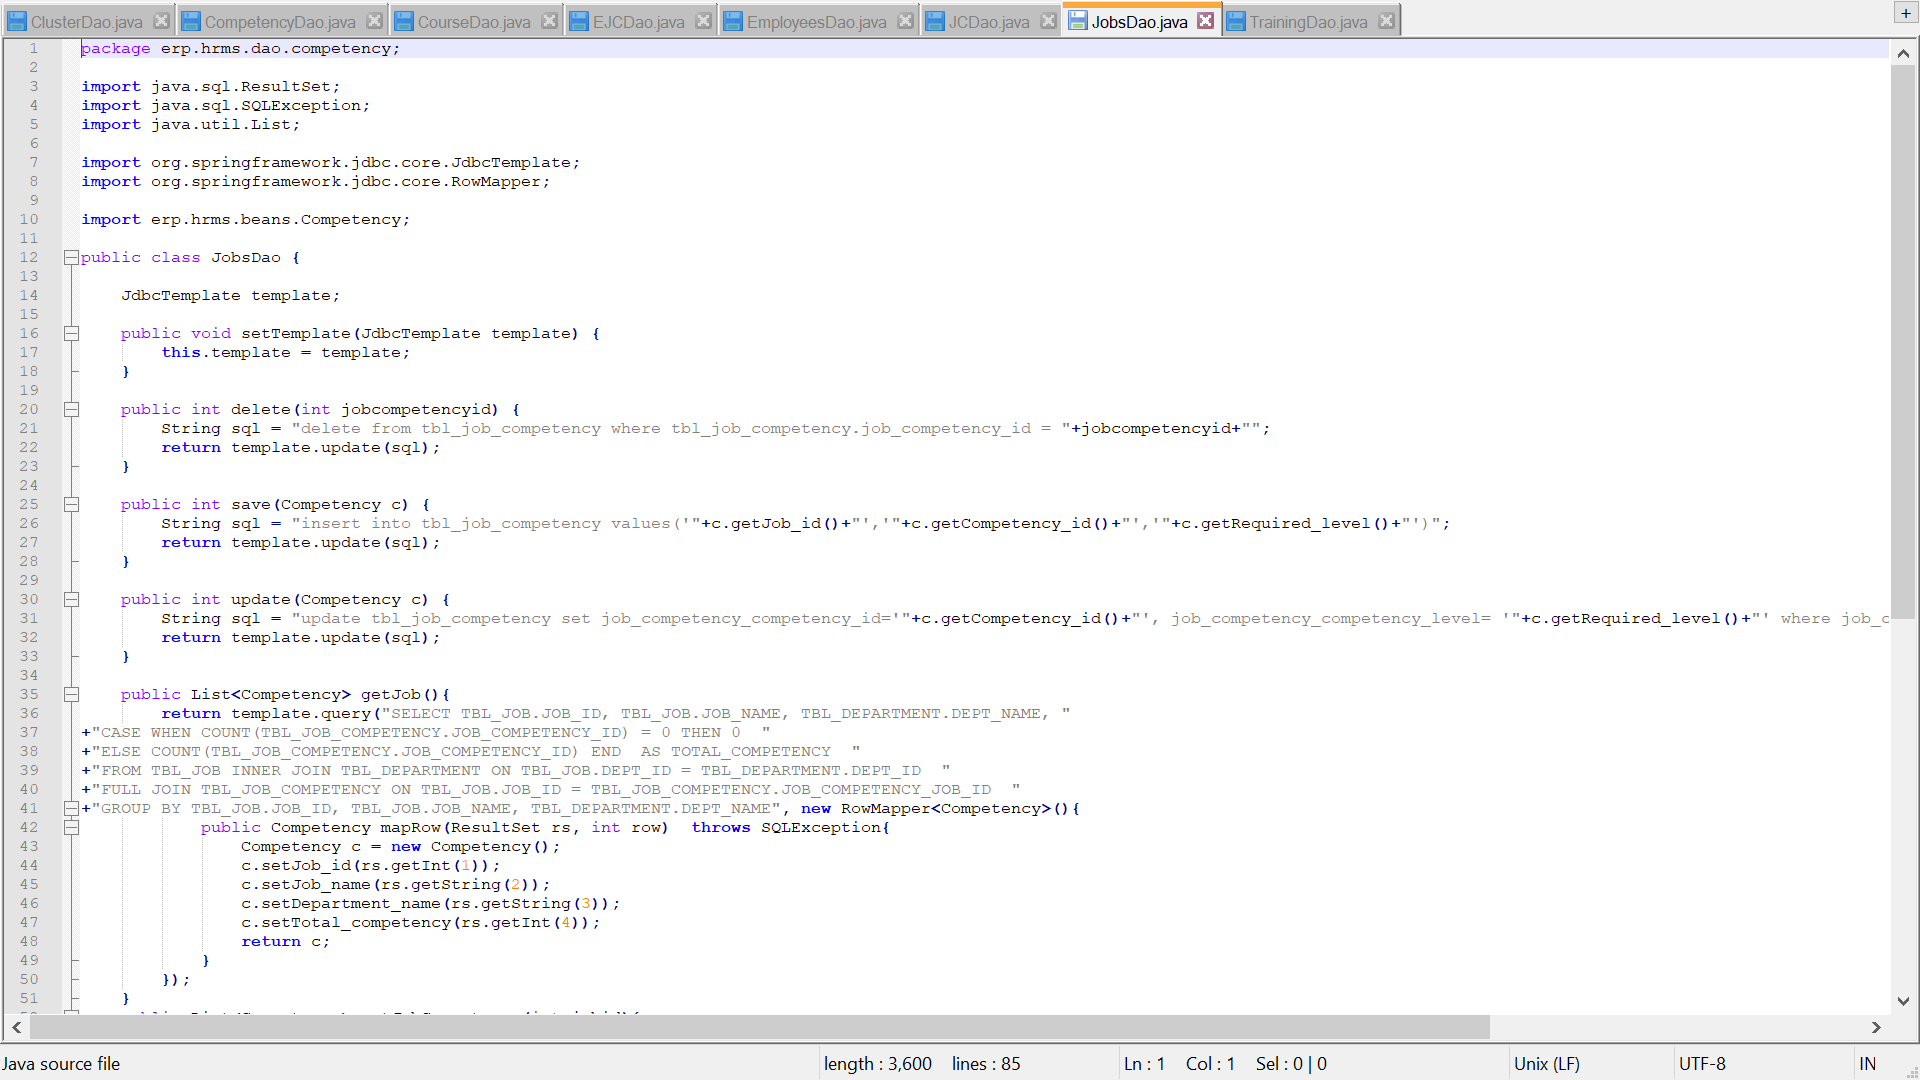 ClusterDao.java CompetencyDao.java CourseDao.java EJCDao.java EmployeesDao.java JCDao.java JobsDao.java TrainingDao.java +
1 package erp.hrms.dao.competency;
2
3 import java.sql.ResultSet;
4 import java.sql.SQLException;
5 import java.util.List;
6
7 import org.springframework.jdbc.core.JdbcTemplate;
8 import org.springframework.jdbc.core.RowMapper;
9
10 import erp.hrms.beans.Competency;
11
12 public class JobsDao {
13
14 JdbcTemplate template;
15
16 public void setTemplate(JdbcTemplate template) {
17 this.template = template;
18 }
19
20 public int delete(int jobcompetencyid) {
21 String sql = "delete from tbl_job_competency where tbl_job_competency.job_competency_id = "+jobcompetencyid+"";
22 return template.update(sql);
23 }
24
25 public int save(Competency c) {
26 String sql = "insert into tbl_job_competency values('"+c.getJob_id()+"','"+c.getCompetency_id()+"','"+c.getRequired_level()+"')";
27 return template.update(sql);
28 }
29
30 public int update(Competency c) {
31 String sql = "update tbl_job_competency set job_competency_competency_id='"+c.getCompetency_id()+"', job_competency_competency_level= '"+c.getRequired_level()+"' where job_c
32 return template.update(sql);
33 }
34
35 public List<Competency> getJob(){
36 return template.query("SELECT TBL_JOB.JOB_ID, TBL_JOB.JOB_NAME, TBL_DEPARTMENT.DEPT_NAME, "
37 +"CASE WHEN COUNT(TBL_JOB_COMPETENCY.JOB_COMPETENCY_ID) = 0 THEN 0  "
38 +"ELSE COUNT(TBL_JOB_COMPETENCY.JOB_COMPETENCY_ID) END  AS TOTAL_COMPETENCY  "
39 +"FROM TBL_JOB INNER JOIN TBL_DEPARTMENT ON TBL_JOB.DEPT_ID = TBL_DEPARTMENT.DEPT_ID  "
40 +"FULL JOIN TBL_JOB_COMPETENCY ON TBL_JOB.JOB_ID = TBL_JOB_COMPETENCY.JOB_COMPETENCY_JOB_ID  "
41 +"GROUP BY TBL_JOB.JOB_ID, TBL_JOB.JOB_NAME, TBL_DEPARTMENT.DEPT_NAME", new RowMapper<Competency>(){
42 public Competency mapRow(ResultSet rs, int row)  throws SQLException{
43 Competency c = new Competency();
44 c.setJob_id(rs.getInt(1));
45 c.setJob_name(rs.getString(2));
46 c.setDepartment_name(rs.getString(3));
47 c.setTotal_competency(rs.getInt(4));
48 return c;
49 }
50 });
51 }
Java source file length : 3,600 lines : 85 Ln : 1 Col : 1 Sel : 0 | 0 Unix (LF) UTF-8 IN